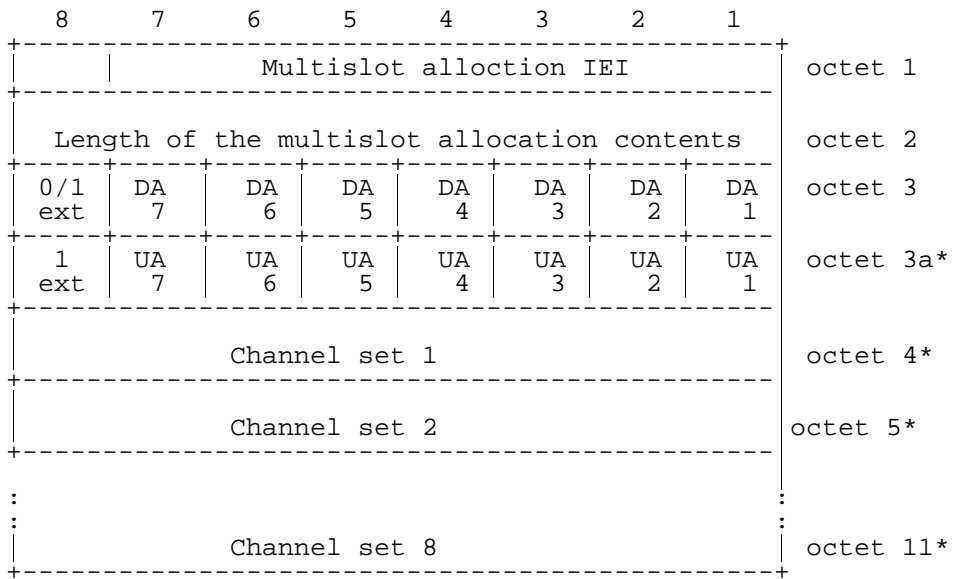 8 7 6 5 4 3 2 1
Multislot alloction IEI octet 1
Length of the multislot allocation contents octet 2
0/1 DA DA DA DA DA DA DA octet 3
ext 7 6 5 4 3 2 1
1 UA UA UA UA UA UA UA octet 3a*
ext 7 6 5 4 3 2 1
Channel set 1 octet 4*
Channel set 2 octet 5*
: :
: :
Channel set 8 octet 11*